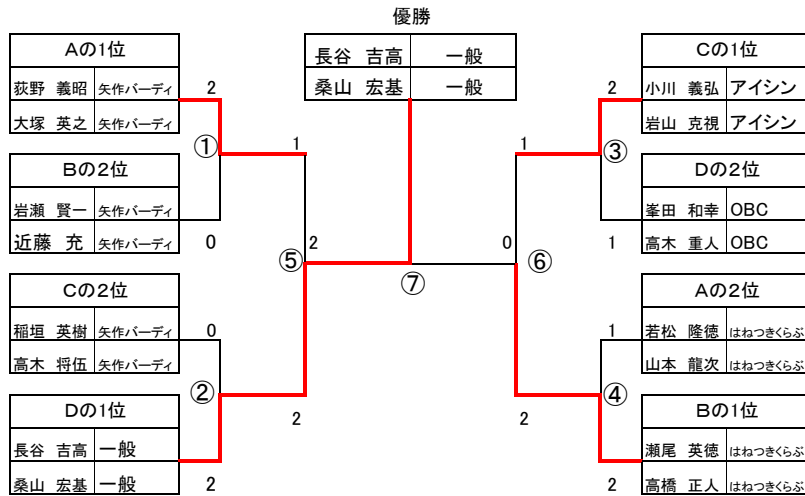 優勝
長谷 吉高 一般
桑山 宏基 一般
Aの1位
荻野 義昭 矢作バーディ 2
大塚 英之 矢作バーディ
① 1
Bの2位
岩瀬 賢一 矢作バーディ
近藤 充 矢作バーディ 0
⑤ 2
Cの2位
稲垣 英樹 矢作バーディ 0
高木 将伍 矢作バーディ
② 2
Dの1位
長谷 吉高 一般
桑山 宏基 一般 2
⑦
Cの1位
2 小川 義弘 アイシン
岩山 克視 アイシン
1 ③
Dの2位
峯田 和幸 OBC
1 高木 重人 OBC
0 ⑥
Aの2位
1 若松 隆徳 はねつきくらぶ
山本 龍次 はねつきくらぶ
2 ④
Bの1位
瀬尾 英徳 はねつきくらぶ
2 高橋 正人 はねつきくらぶ